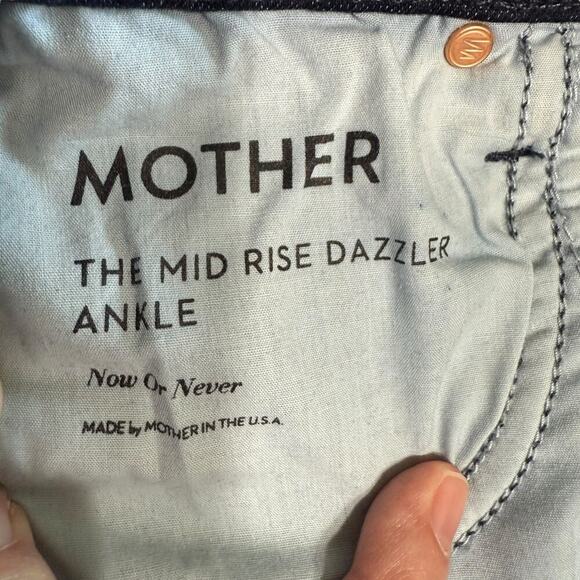 MOTHER
THE MID RISE DAZZLER
ANKLE
Now Or Never
MADE by MOTHER IN THE U.S.A.